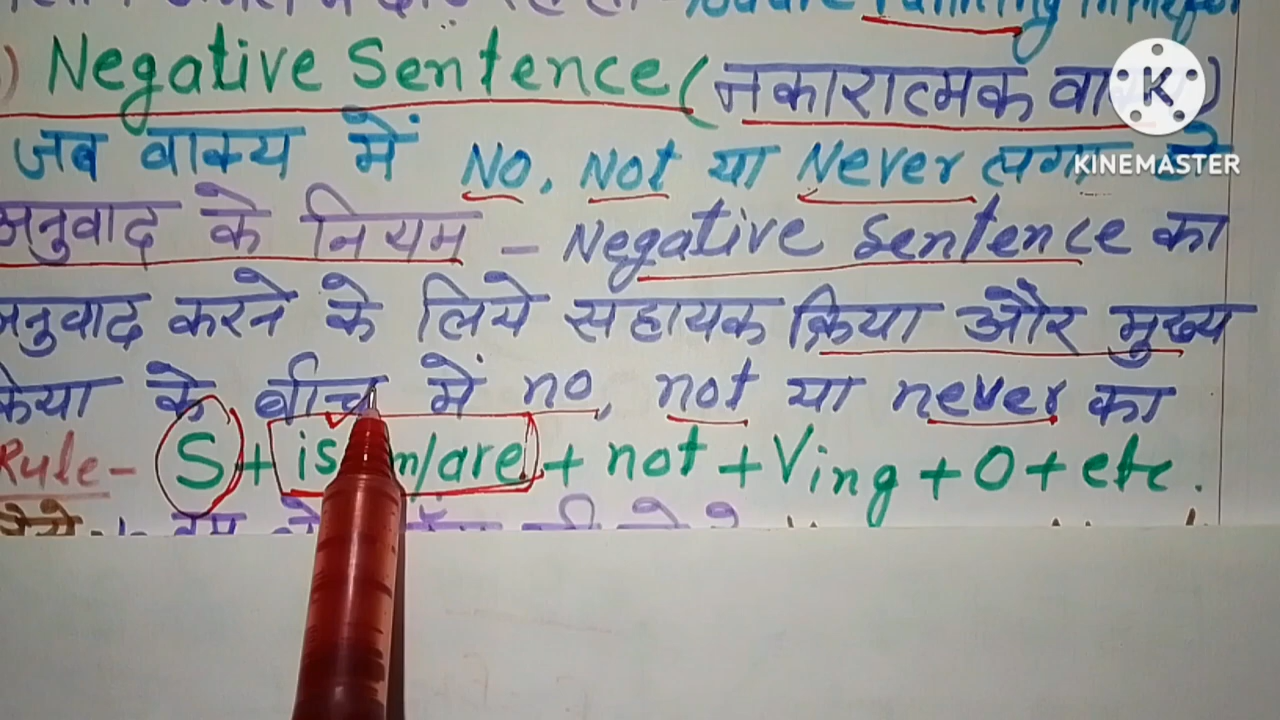 Negative Sentence (नकारात्मक
जब वाक्य में No, Not या Never लगा हो
अनुवाद के नियम - Negative Sentence का
अनुवाद करने के लिये सहायक क्रिया और मुख्य
क्रिया के बीच में no, not या never का
Rule- S + is/am/are + not + Ving + O + etc.
KINEMASTER